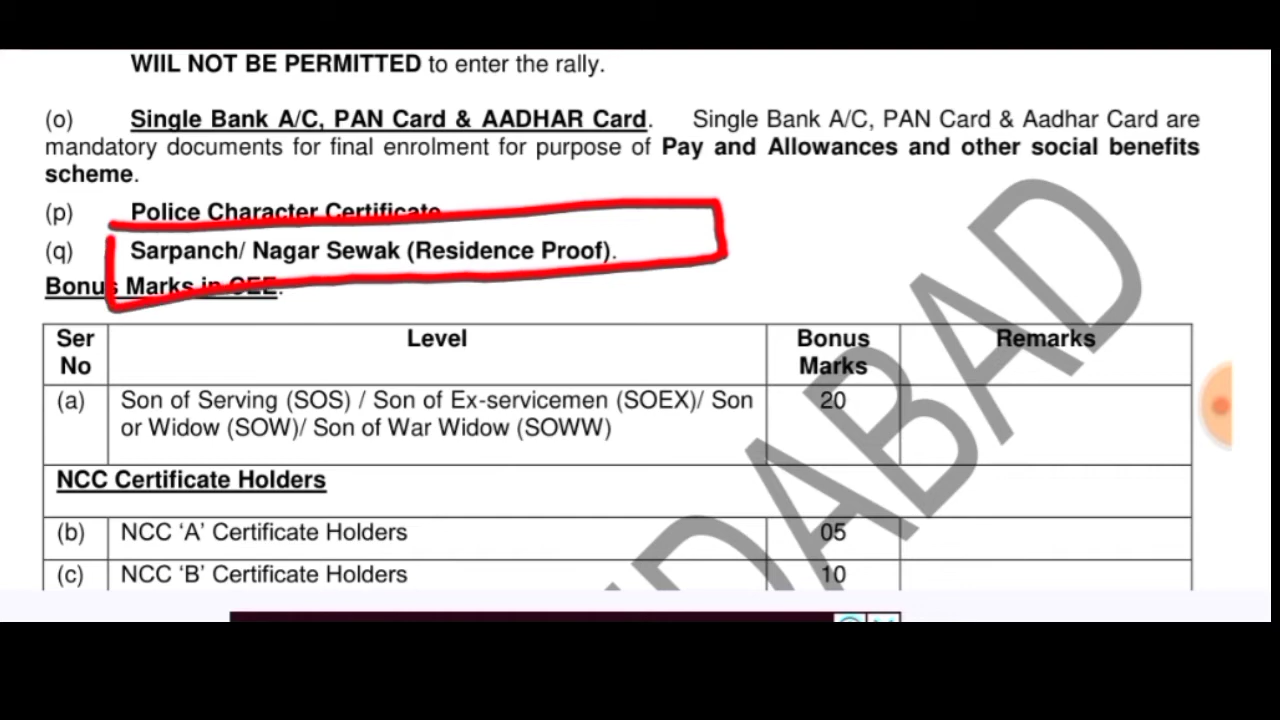 WIIL NOT BE PERMITTED to enter the rally.
(o) Single Bank A/C, PAN Card & AADHAR Card. Single Bank A/C, PAN Card & Aadhar Card are
mandatory documents for final enrolment for purpose of Pay and Allowances and other social benefits
scheme.
(p) Police Character Certificate
(q) Sarpanch/ Nagar Sewak (Residence Proof).
Bonus Marks in CEE.
Ser No Level Bonus Marks Remarks
(a) Son of Serving (SOS) / Son of Ex-servicemen (SOEX)/ Son 20
or Widow (SOW)/ Son of War Widow (SOWW)
NCC Certificate Holders
(b) NCC ‘A’ Certificate Holders 05
(c) NCC ‘B’ Certificate Holders 10
DABAD